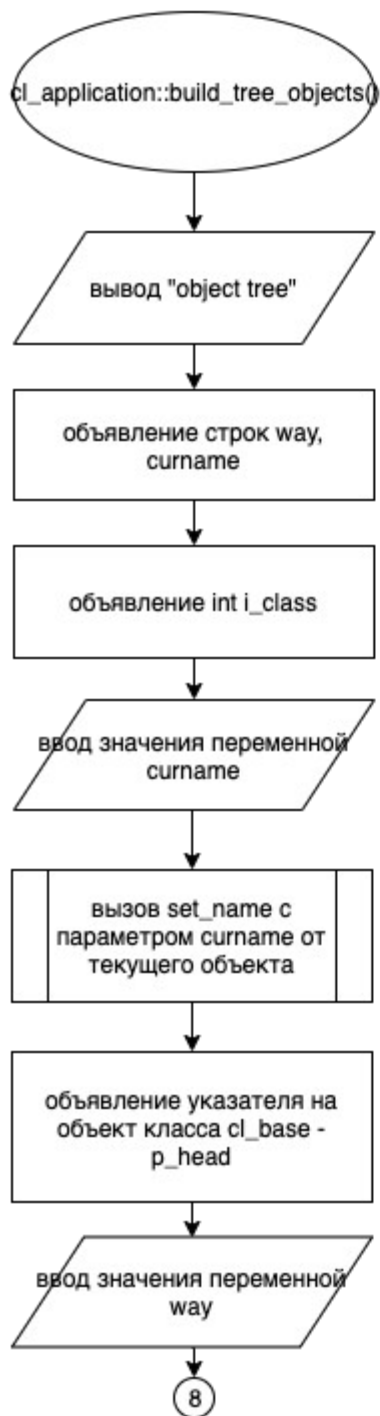 cl_application::build_tree_objects()
вывод "object tree"
объявление строк way,
curname
объявление int i_class
ввод значения переменной
curname
вызов set_name с
параметром curname от
текущего объекта
объявление указателя на
объект класса cl_base -
p_head
ввод значения переменной
way
8